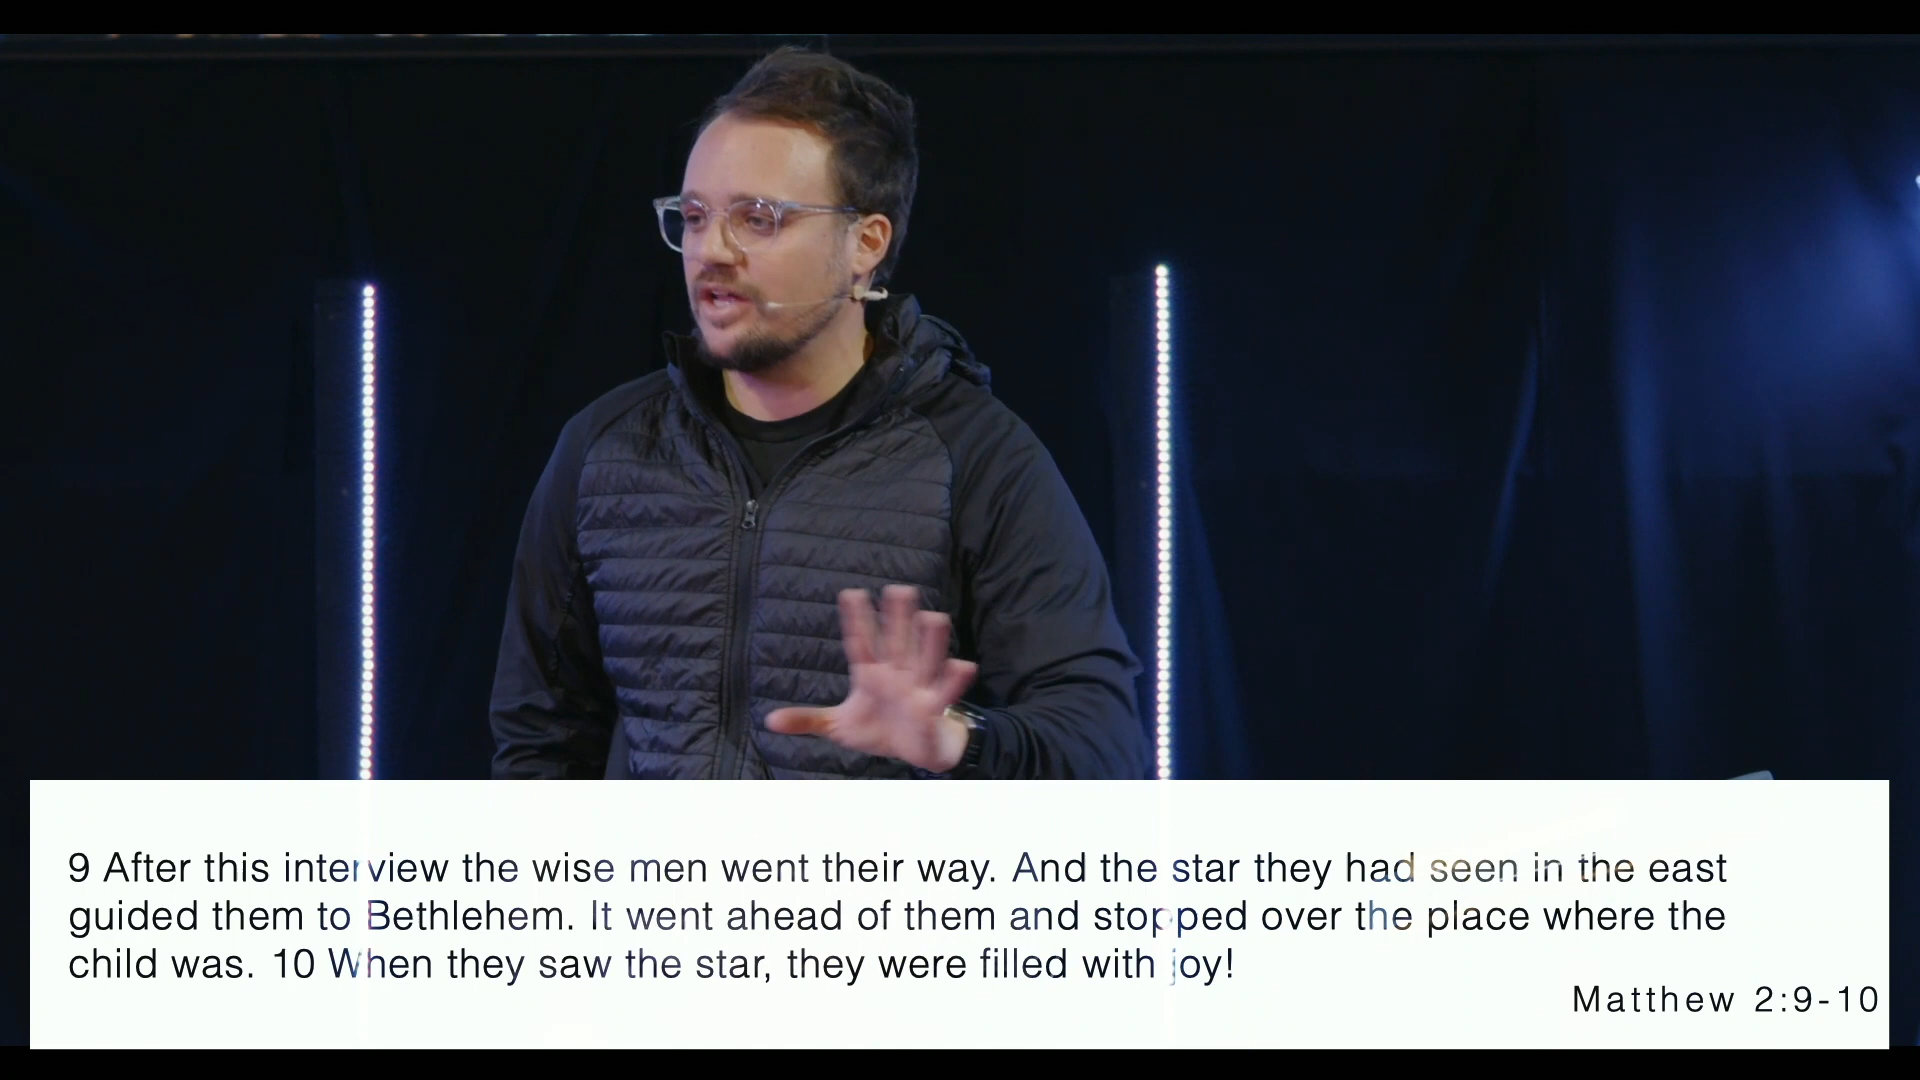 9 After this interview the wise men went their way. And the star they had seen in the east
guided them to Bethlehem. It went ahead of them and stopped over the place where the
child was. 10 When they saw the star, they were filled with joy!
Matthew 2:9-10